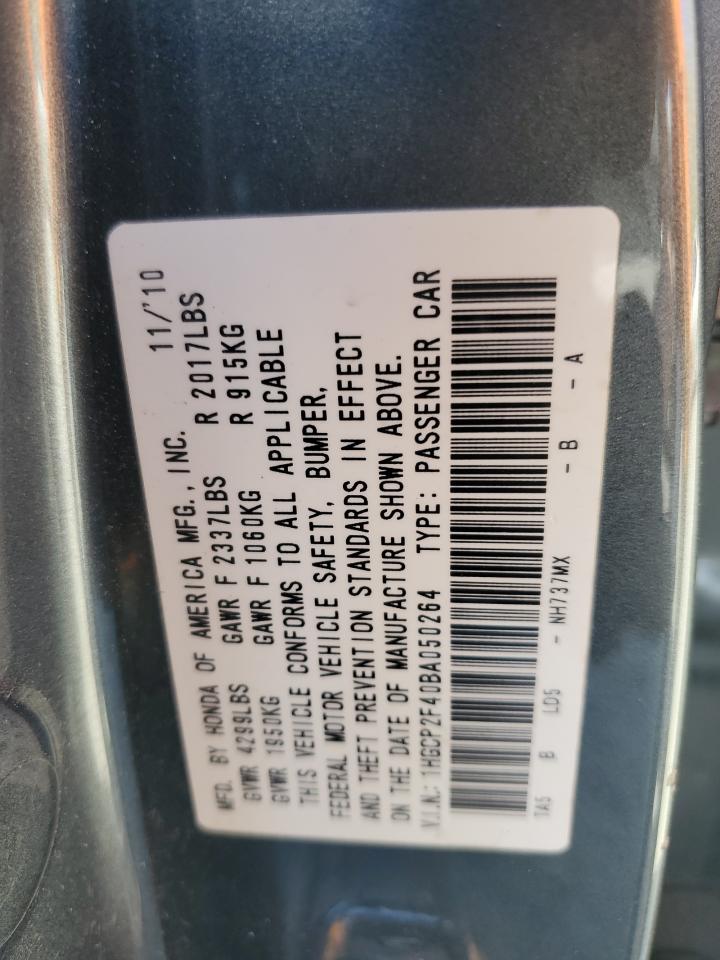 MFD. BY HONDA OF AMERICA MFG., INC. 11/'10
GVWR 4299LBS GAWR F 2337LBS R 2017LBS
GVWR 1950KG GAWR F 1060KG R 915KG
THIS VEHICLE CONFORMS TO ALL APPLICABLE
FEDERAL MOTOR VEHICLE SAFETY, BUMPER,
AND THEFT PREVENTION STANDARDS IN EFFECT
ON THE DATE OF MANUFACTURE SHOWN ABOVE.
V.I.N.: 1HGCP2F40BA050264 TYPE: PASSENGER CAR
TA5 B LD5 - NH737MX - B - A